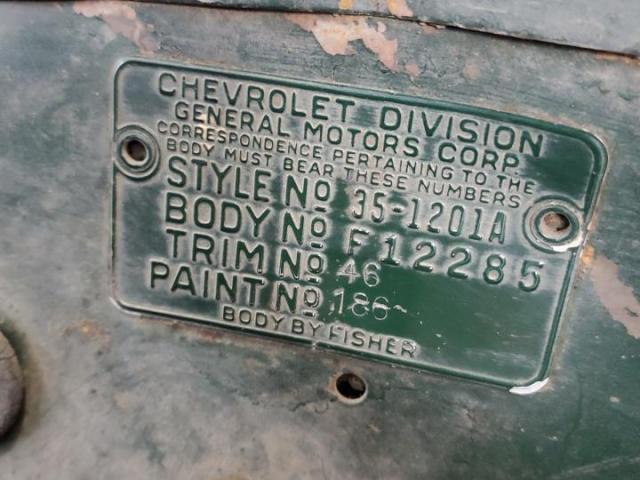 CHEVROLET DIVISION
GENERAL MOTORS CORP.
CORRESPONDENCE PERTAINING TO THE
BODY MUST BEAR THESE NUMBERS
STYLE No 35-1201A
BODY No F12285
TRIM No 46
PAINT No 186
BODY BY FISHER